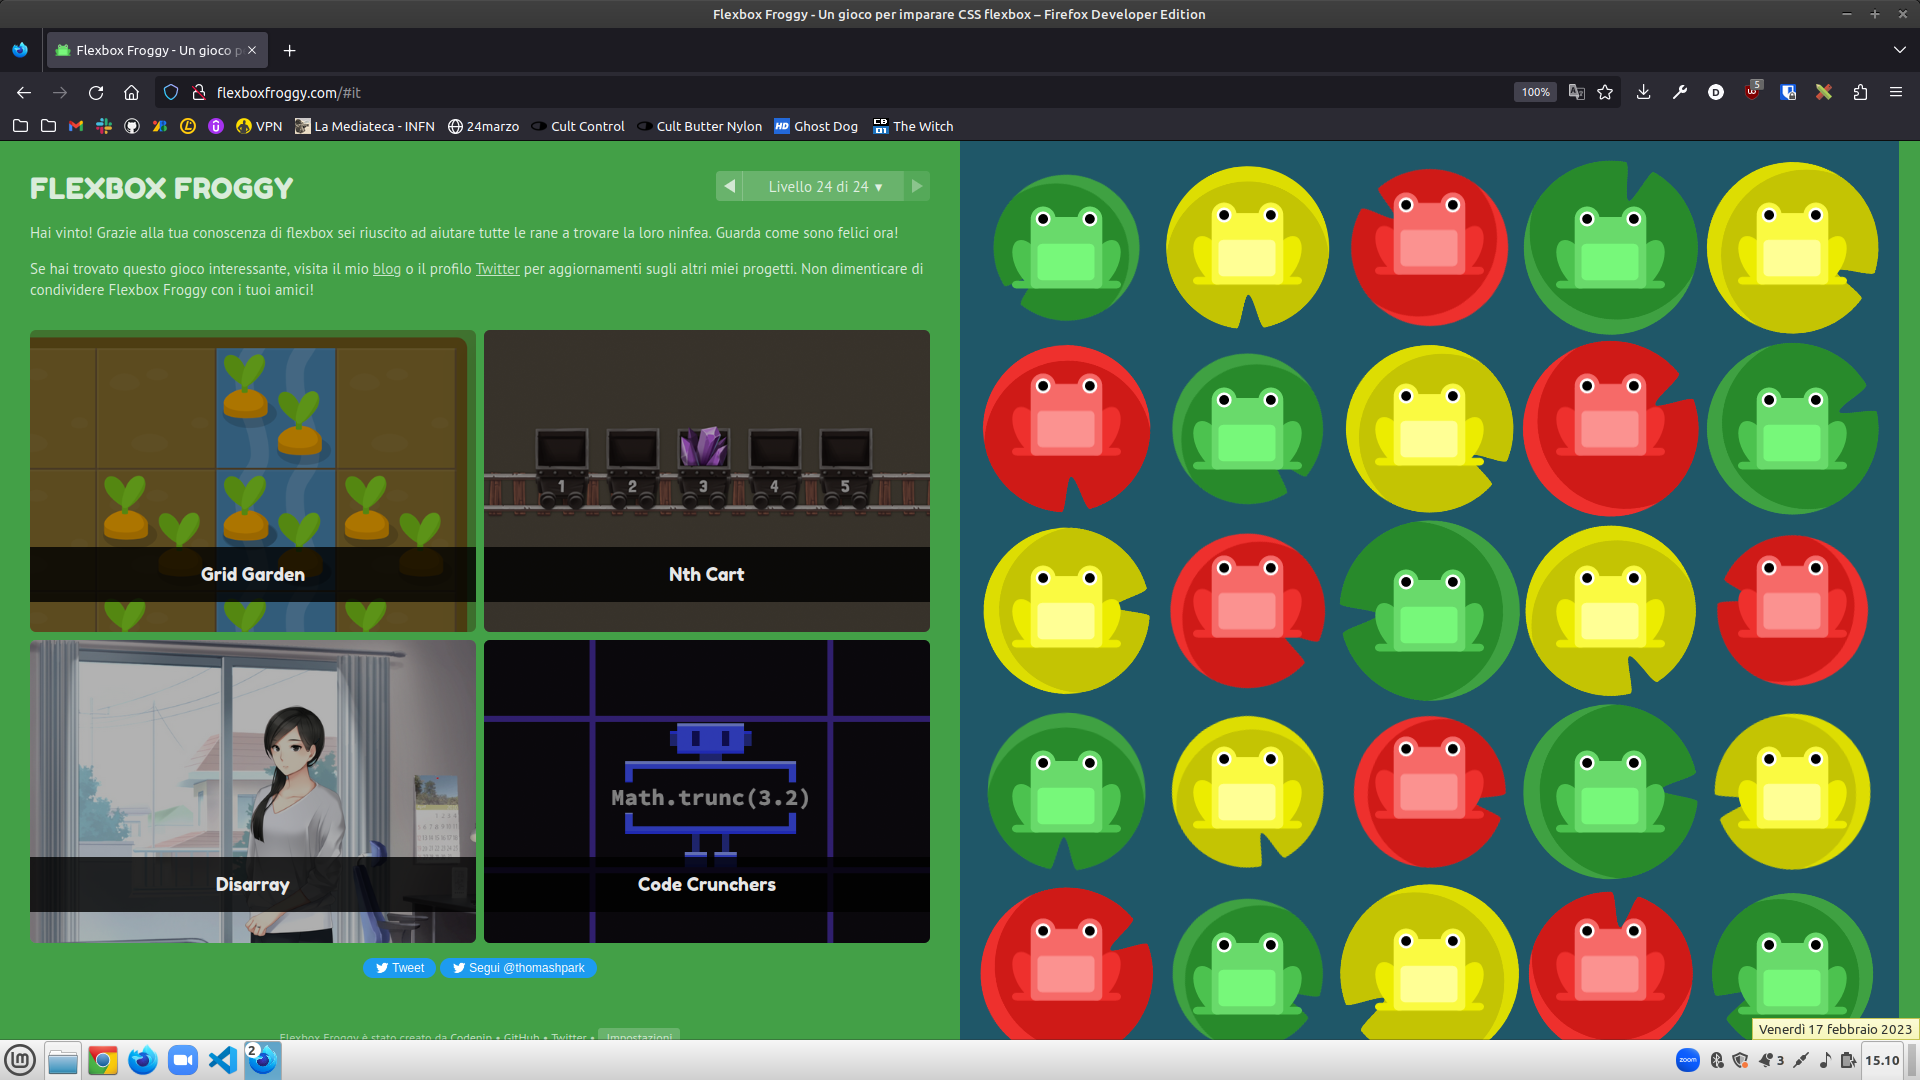 Flexbox Froggy - Un gioco per imparare CSS flexbox – Firefox Developer Edition
Flexbox Froggy - Un gioco p
flexboxfroggy.com/#it
100%
5
VPN
La Mediateca - INFN
24marzo
Cult Control
Cult Butter Nylon
Ghost Dog
The Witch
FLEXBOX FROGGY
Livello 24 di 24 ▾
Hai vinto! Grazie alla tua conoscenza di flexbox sei riuscito ad aiutare tutte le rane a trovare la loro ninfea. Guarda come sono felici ora!
Se hai trovato questo gioco interessante, visita il mio blog o il profilo Twitter per aggiornamenti sugli altri miei progetti. Non dimenticare di
condividere Flexbox Froggy con i tuoi amici!
1 2 3 4 5
Grid Garden
Nth Cart
Math.trunc(3.2)
Disarray
Code Crunchers
Tweet
Segui @thomashpark
Flexbox Froggy è stato creato da Codepip • GitHub • Twitter • Impostazioni
Venerdì 17 febbraio 2023
2
zoom
3
15.10